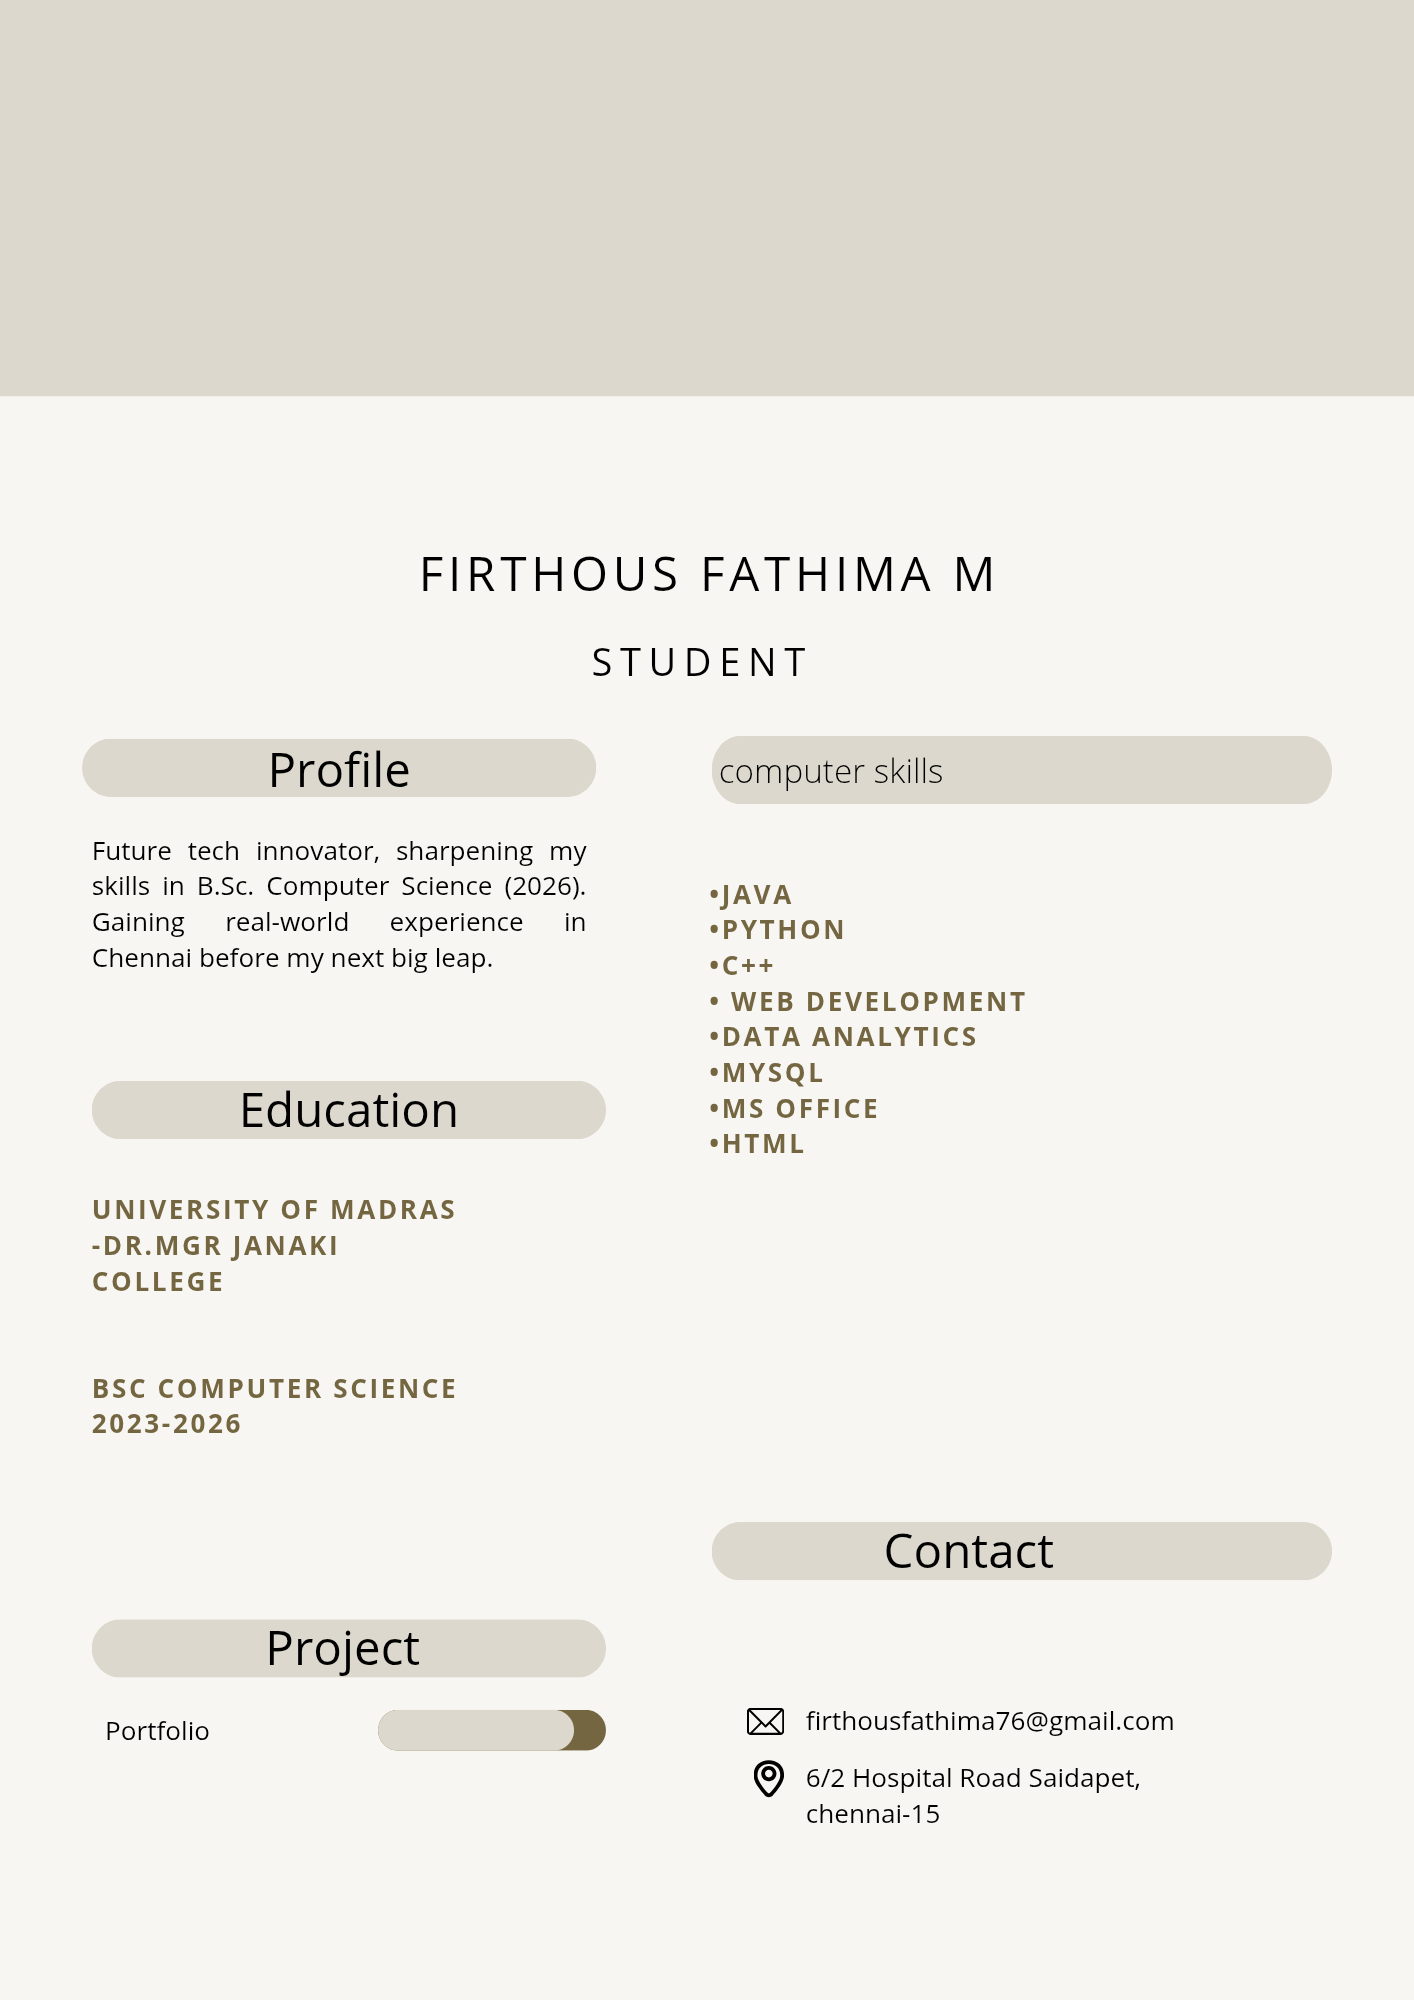 FIRTHOUS FATHIMA M
STUDENT
Profile
Future tech innovator, sharpening my
skills in B.Sc. Computer Science (2026).
Gaining real-world experience in
Chennai before my next big leap.
Education
UNIVERSITY OF MADRAS
-DR.MGR JANAKI
COLLEGE
BSC COMPUTER SCIENCE
2023-2026
Project
Portfolio
computer skills
•JAVA
•PYTHON
•C++
• WEB DEVELOPMENT
•DATA ANALYTICS
•MYSQL
•MS OFFICE
•HTML
Contact
firthousfathima76@gmail.com
6/2 Hospital Road Saidapet,
chennai-15